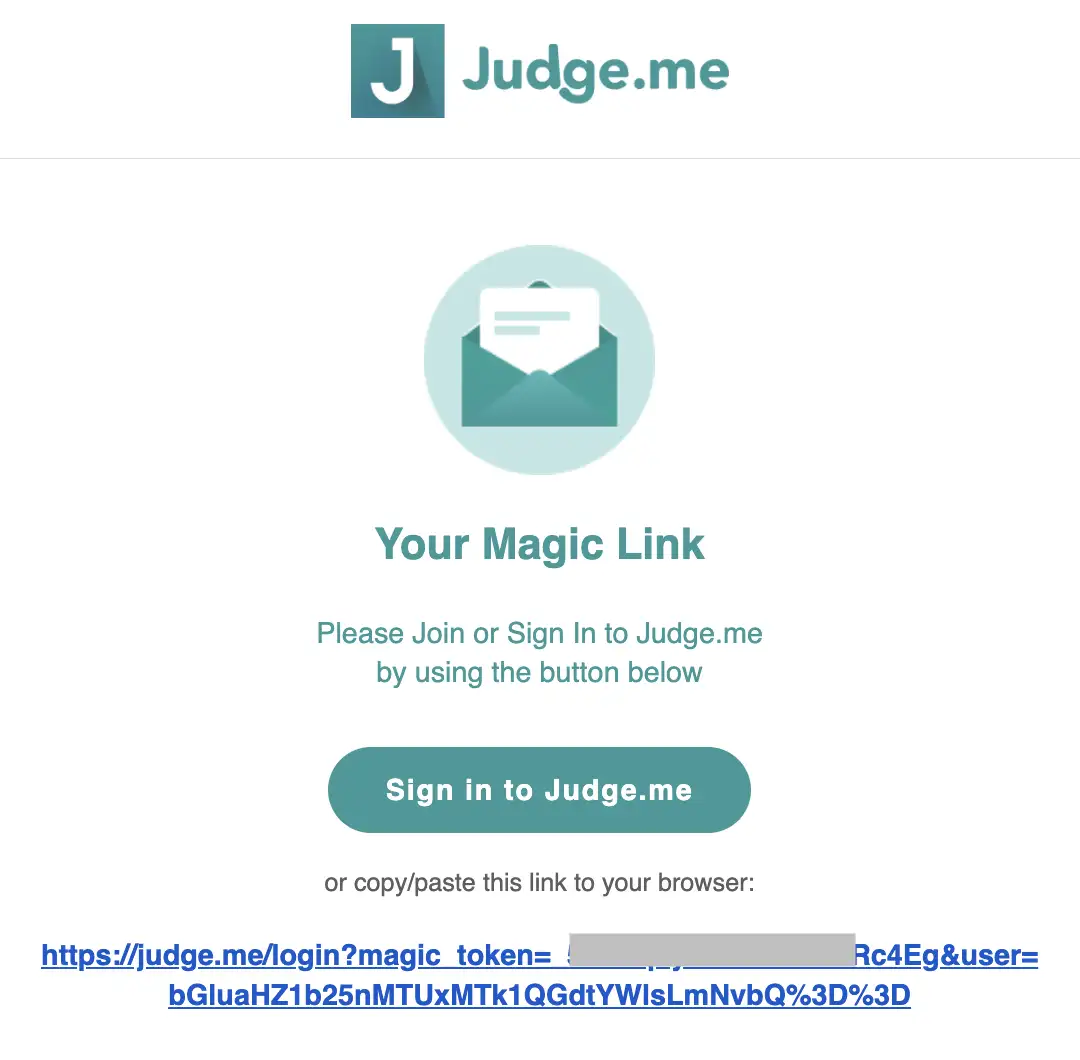 J Judge.me
Your Magic Link
Please Join or Sign In to Judge.me
by using the button below
Sign in to Judge.me
or copy/paste this link to your browser:
https://judge.me/login?magic_token= Rc4Eg&user=
bGluaHZ1b25nMTUxMTk1QGdtYWlsLmNvbQ%3D%3D